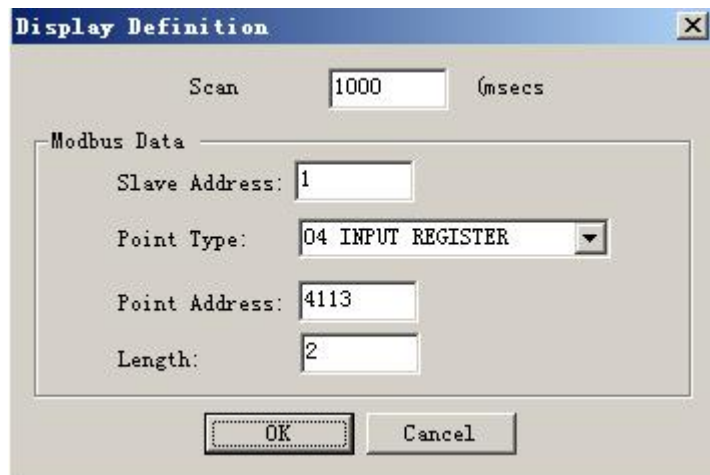 Display Definition
Scan 1000 (msecs
Modbus Data
Slave Address: 1
Point Type: 04 INPUT REGISTER
Point Address: 4113
Length: 2
OK Cancel